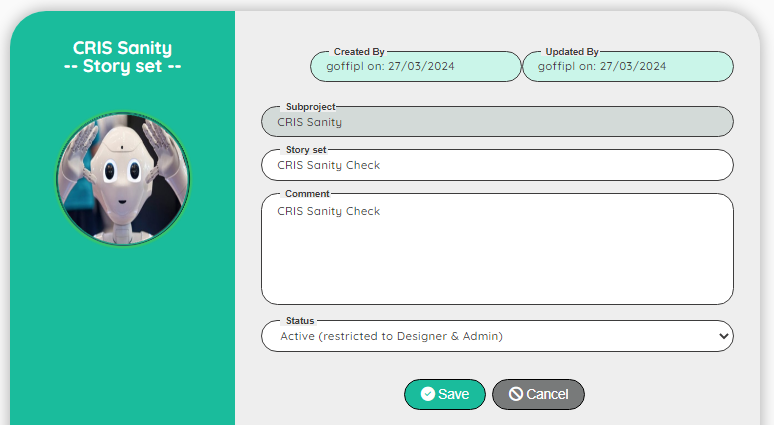 CRIS Sanity
-- Story set --
Created By
goffipl on: 27/03/2024
Updated By
goffipl on: 27/03/2024
Subproject
CRIS Sanity
Story set
CRIS Sanity Check
Comment
CRIS Sanity Check
Status
Active (restricted to Designer & Admin)
Save
Cancel